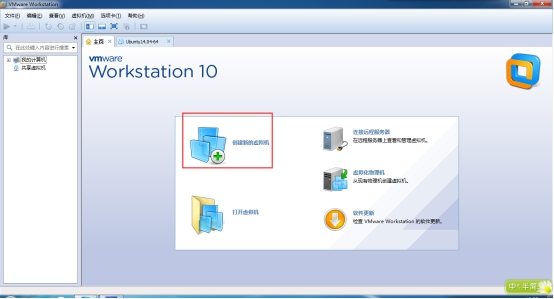 VMware Workstation
文件(F) 编辑(E) 查看(V) 虚拟机(M) 选项卡(T) 帮助(H)
库
在此处键入内容进行搜索
我的计算机
共享虚拟机
主页
Ubuntu14.04-64
vmware
Workstation 10
创建新的虚拟机
连接远程服务器
在远程服务器上查看和管理虚拟机。
虚拟化物理机
从现有物理机创建虚拟机。
打开虚拟机
软件更新
检查 VMware Workstation 的软件更新。